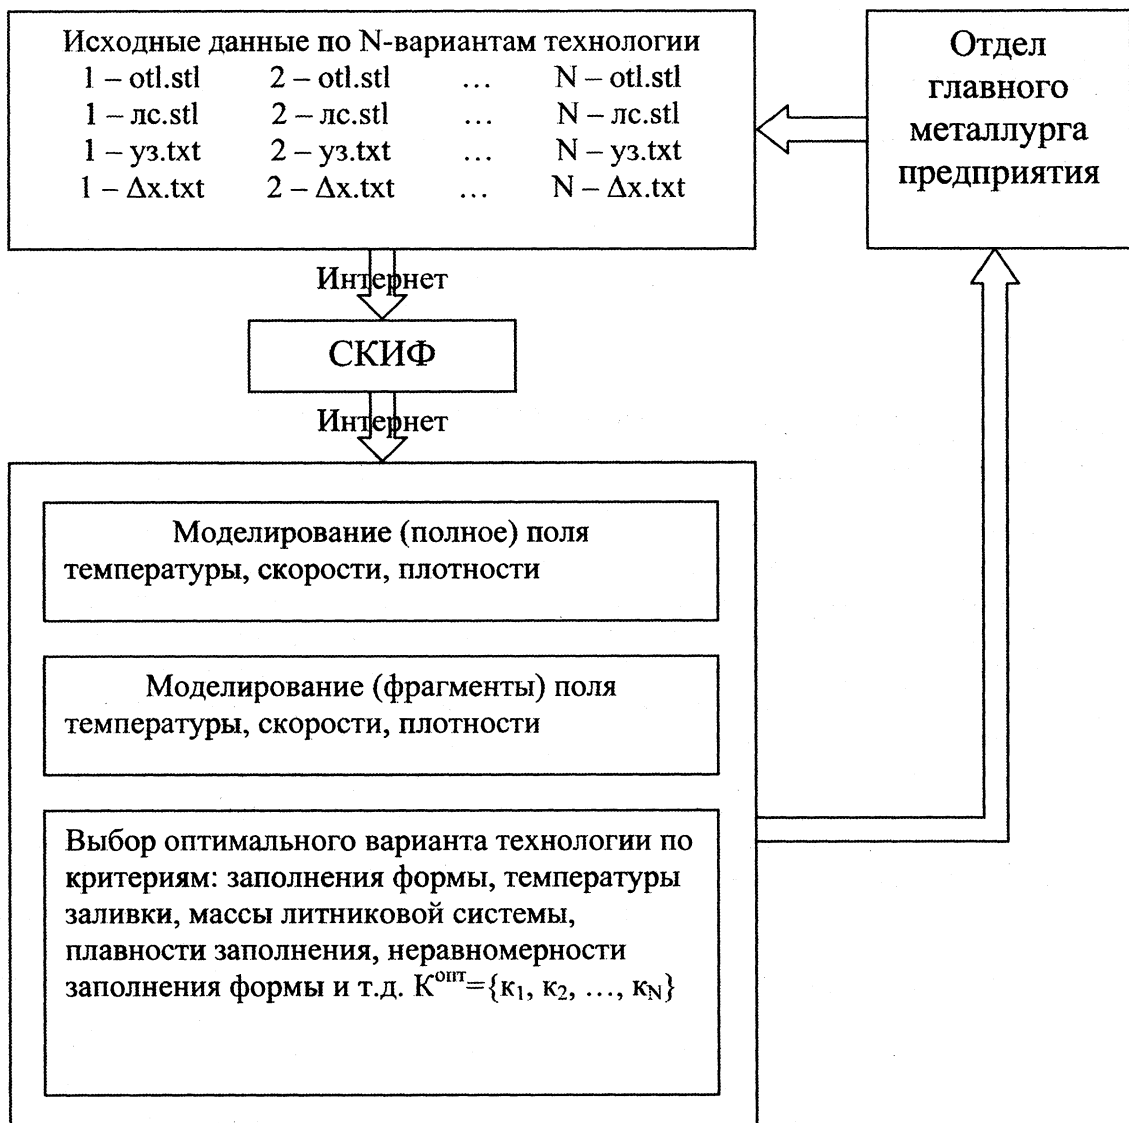 Исходные данные по N-вариантам технологии
1 – otl.stl 2 – otl.stl … N – otl.stl
1 – лс.stl 2 – лс.stl … N – лс.stl
1 – уз.txt 2 – уз.txt … N – уз.txt
1 – Δx.txt 2 – Δx.txt … N – Δx.txt
Отдел
главного
металлурга
предприятия
Интернет
СКИФ
Интернет
Моделирование (полное) поля
температуры, скорости, плотности
Моделирование (фрагменты) поля
температуры, скорости, плотности
Выбор оптимального варианта технологии по
критериям: заполнения формы, температуры
заливки, массы литниковой системы,
плавности заполнения, неравномерности
заполнения формы и т.д. Kᵒᵖᵗ={к₁, к₂, …, к_N}